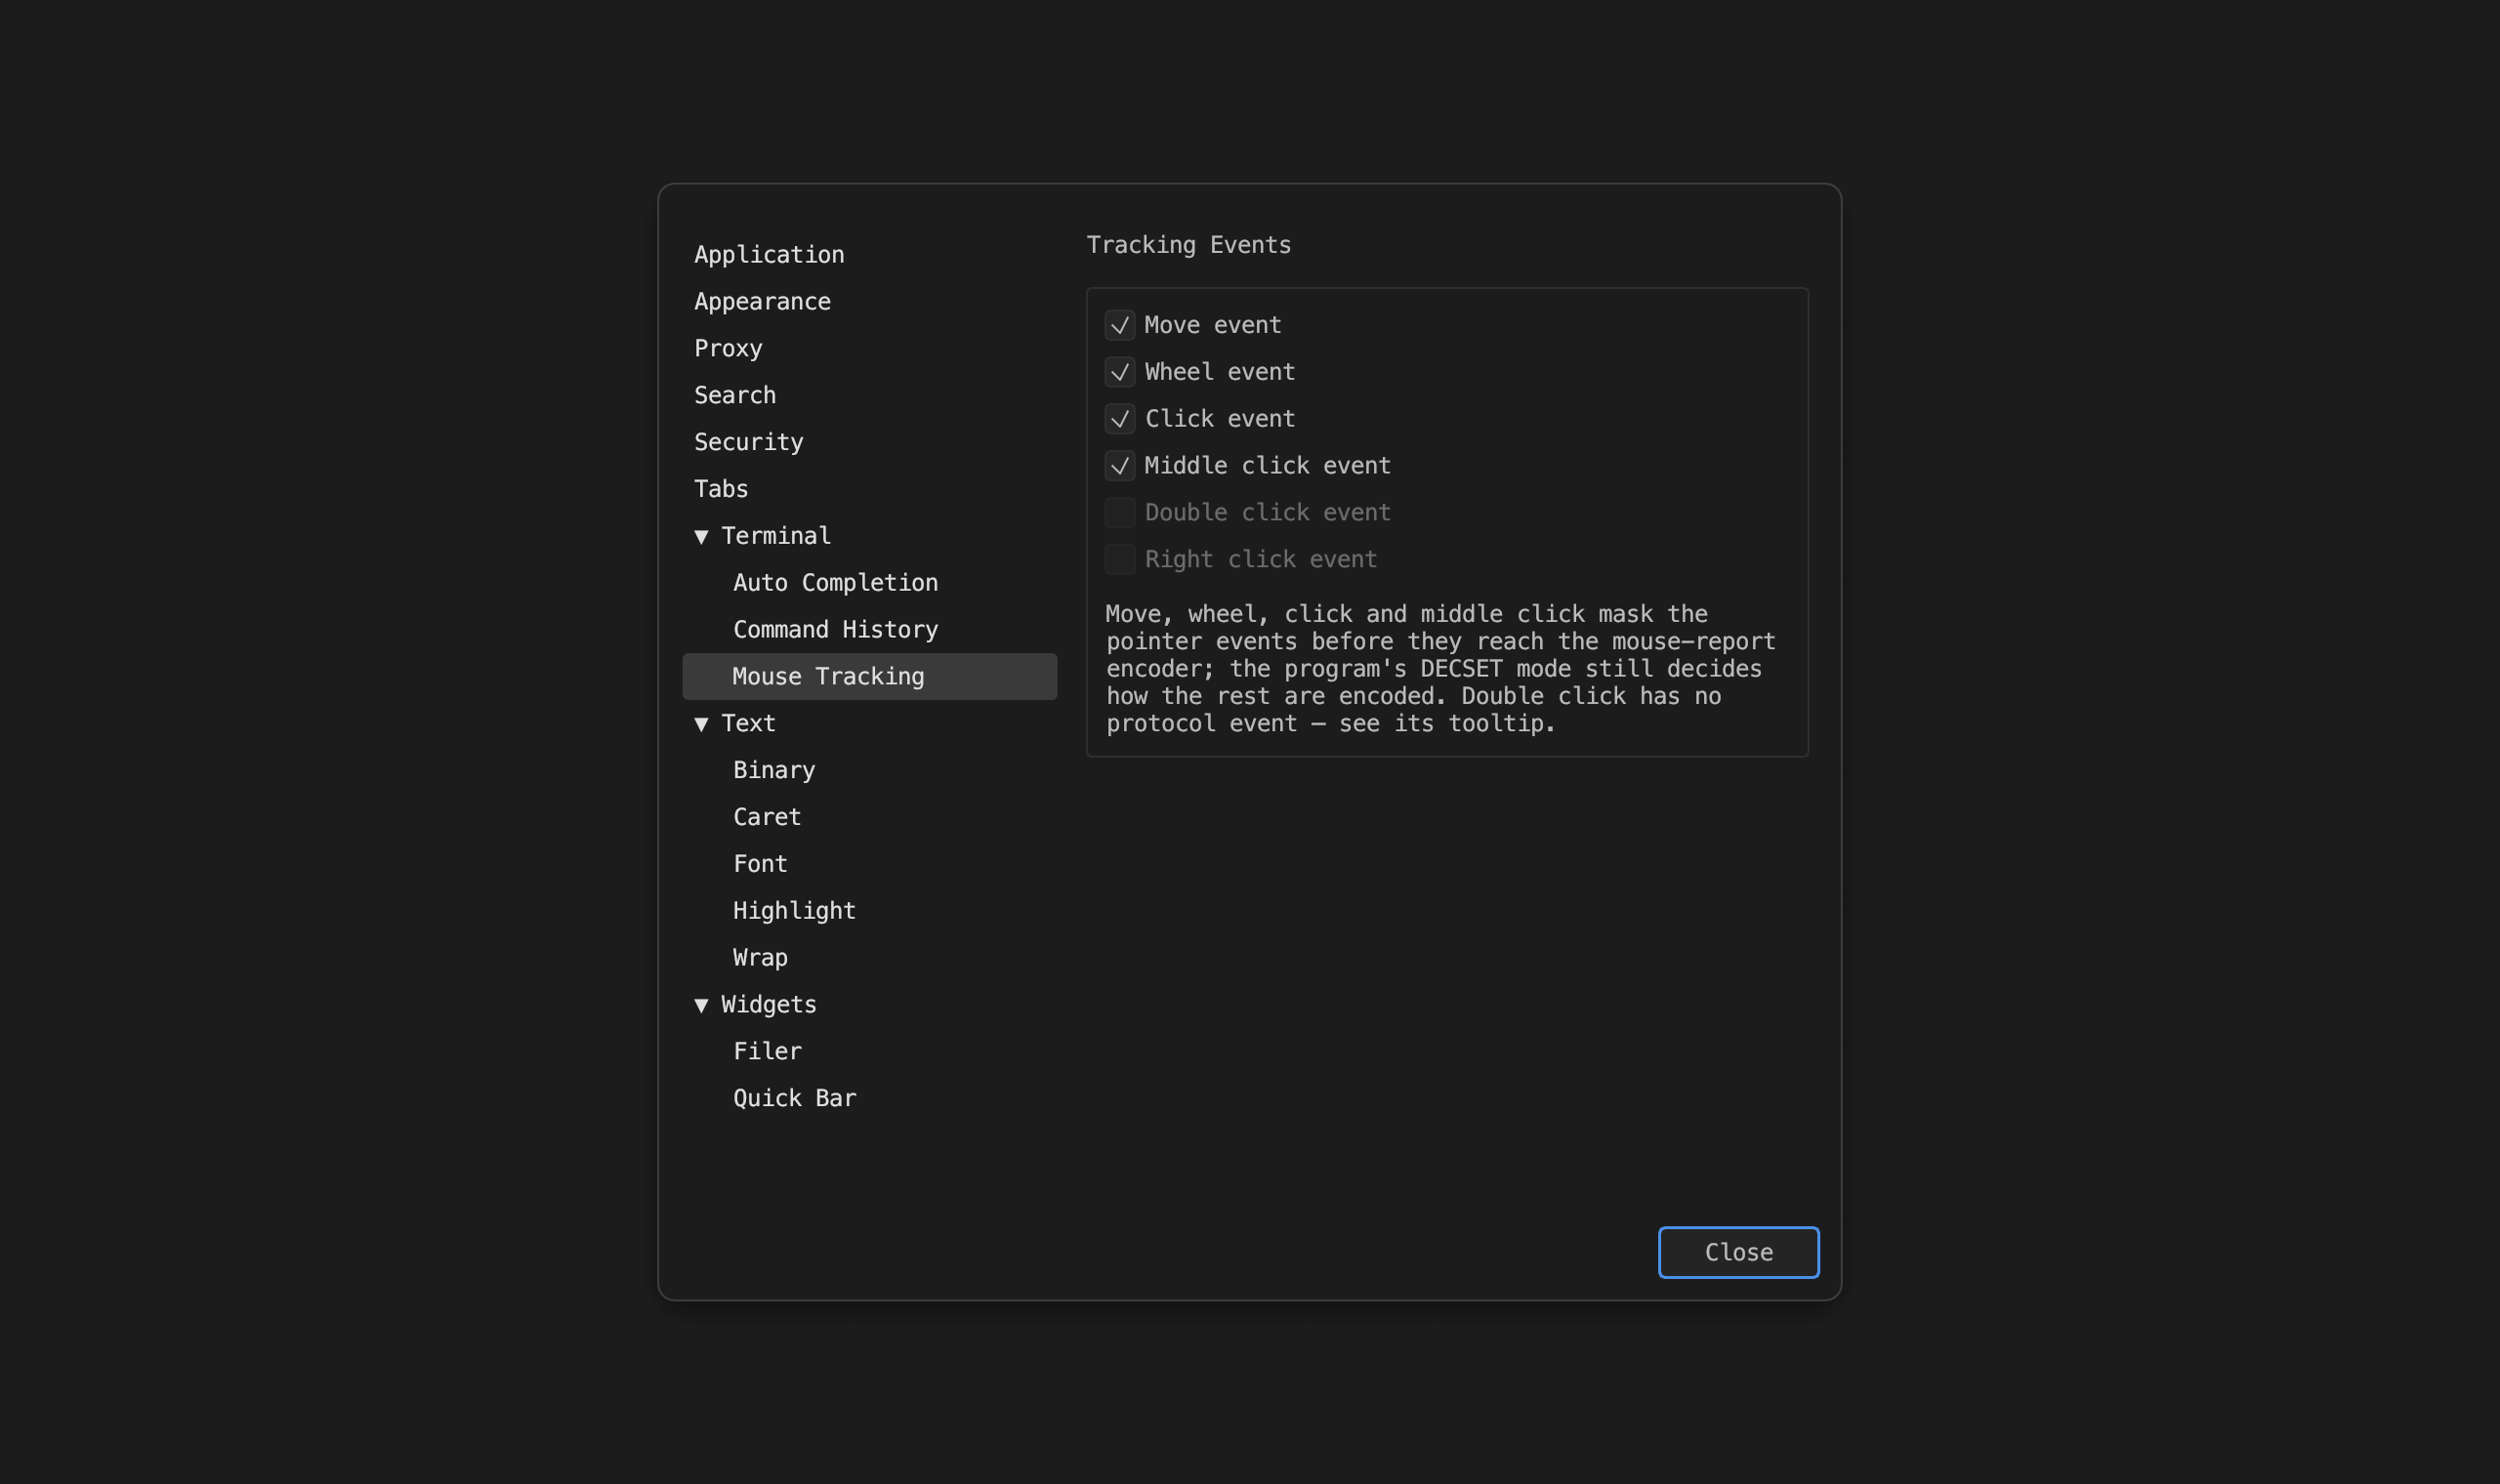 Application
Appearance
Proxy
Search
Security
Tabs
▼ Terminal
Auto Completion
Command History
Mouse Tracking
▼ Text
Binary
Caret
Font
Highlight
Wrap
▼ Widgets
Filer
Quick Bar
Tracking Events
Move event
Wheel event
Click event
Middle click event
Double click event
Right click event
Move, wheel, click and middle click mask the
pointer events before they reach the mouse-report
encoder; the program's DECSET mode still decides
how the rest are encoded. Double click has no
protocol event — see its tooltip.
Close